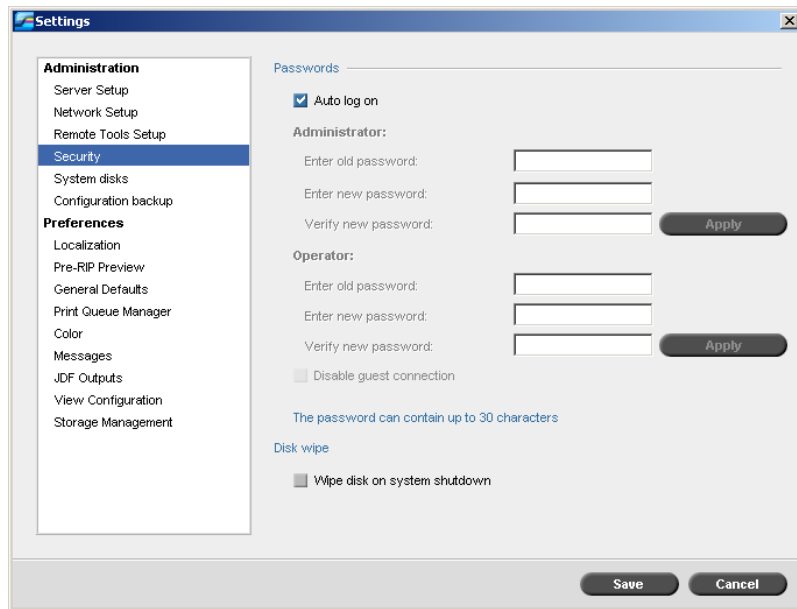 Settings
Administration
Server Setup
Network Setup
Remote Tools Setup
Security
System disks
Configuration backup
Preferences
Localization
Pre-RIP Preview
General Defaults
Print Queue Manager
Color
Messages
JDF Outputs
View Configuration
Storage Management
Passwords
Auto log on
Administrator:
Enter old password:
Enter new password:
Verify new password:
Apply
Operator:
Enter old password:
Enter new password:
Verify new password:
Apply
Disable guest connection
The password can contain up to 30 characters
Disk wipe
Wipe disk on system shutdown
Save
Cancel